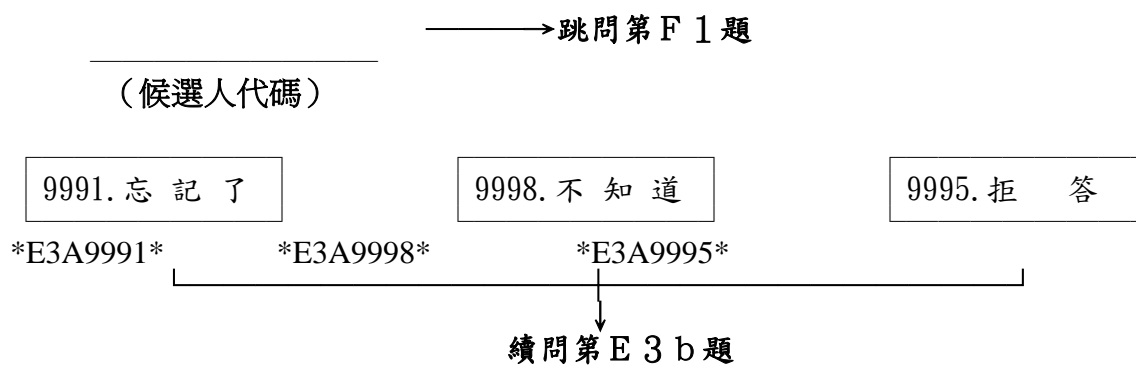 跳問第Ｆ１題
（候選人代碼）
9991.忘 記 了 9998.不 知 道 9995.拒 答
*E3A9991* *E3A9998* *E3A9995*
續問第Ｅ３ｂ題